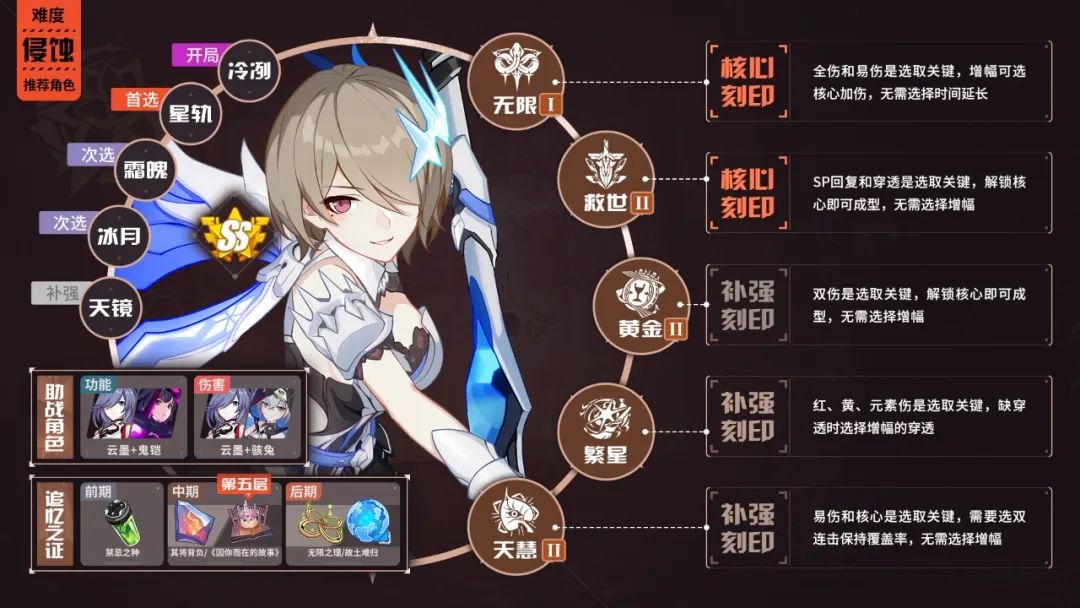 难度
侵蚀
推荐角色
开局
冷冽
首选
星轨
次选
霜魄
次选
冰月
补强
天镜
SS
无限 I
核心
刻印
全伤和易伤是选取关键，增幅可选
核心加伤，无需选择时间延长
救世 II
核心
刻印
SP回复和穿透是选取关键，解锁核
心即可成型，无需选择增幅
黄金 II
补强
刻印
双伤是选取关键，解锁核心即可成
型，无需选择增幅
繁星
补强
刻印
红、黄、元素伤是选取关键，缺穿
透时选择增幅的穿透
天慧 II
补强
刻印
易伤和核心是选取关键，需要选双
连击保持覆盖率，无需选择增幅
助战角色
功能
云墨+鬼铠
伤害
云墨+骇兔
追忆之证
前期
禁忌之种
中期
第五层
其将背负/《因你而在的故事》
后期
无限之理/故土难归